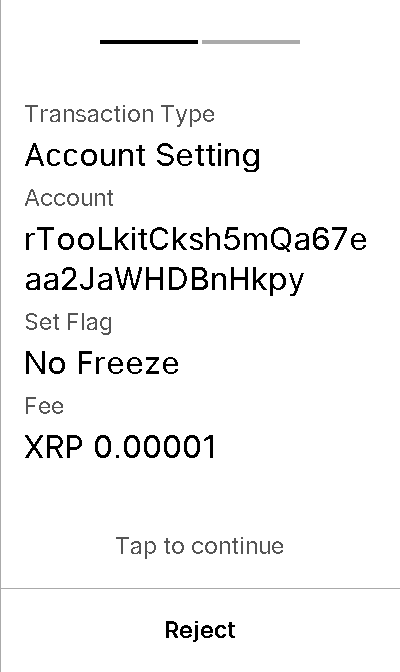 Transaction Type
Account Setting
Account
rTooLkitCksh5mQa67e
aa2JaWHDBnHkpy
Set Flag
No Freeze
Fee
XRP 0.00001
Tap to continue
Reject